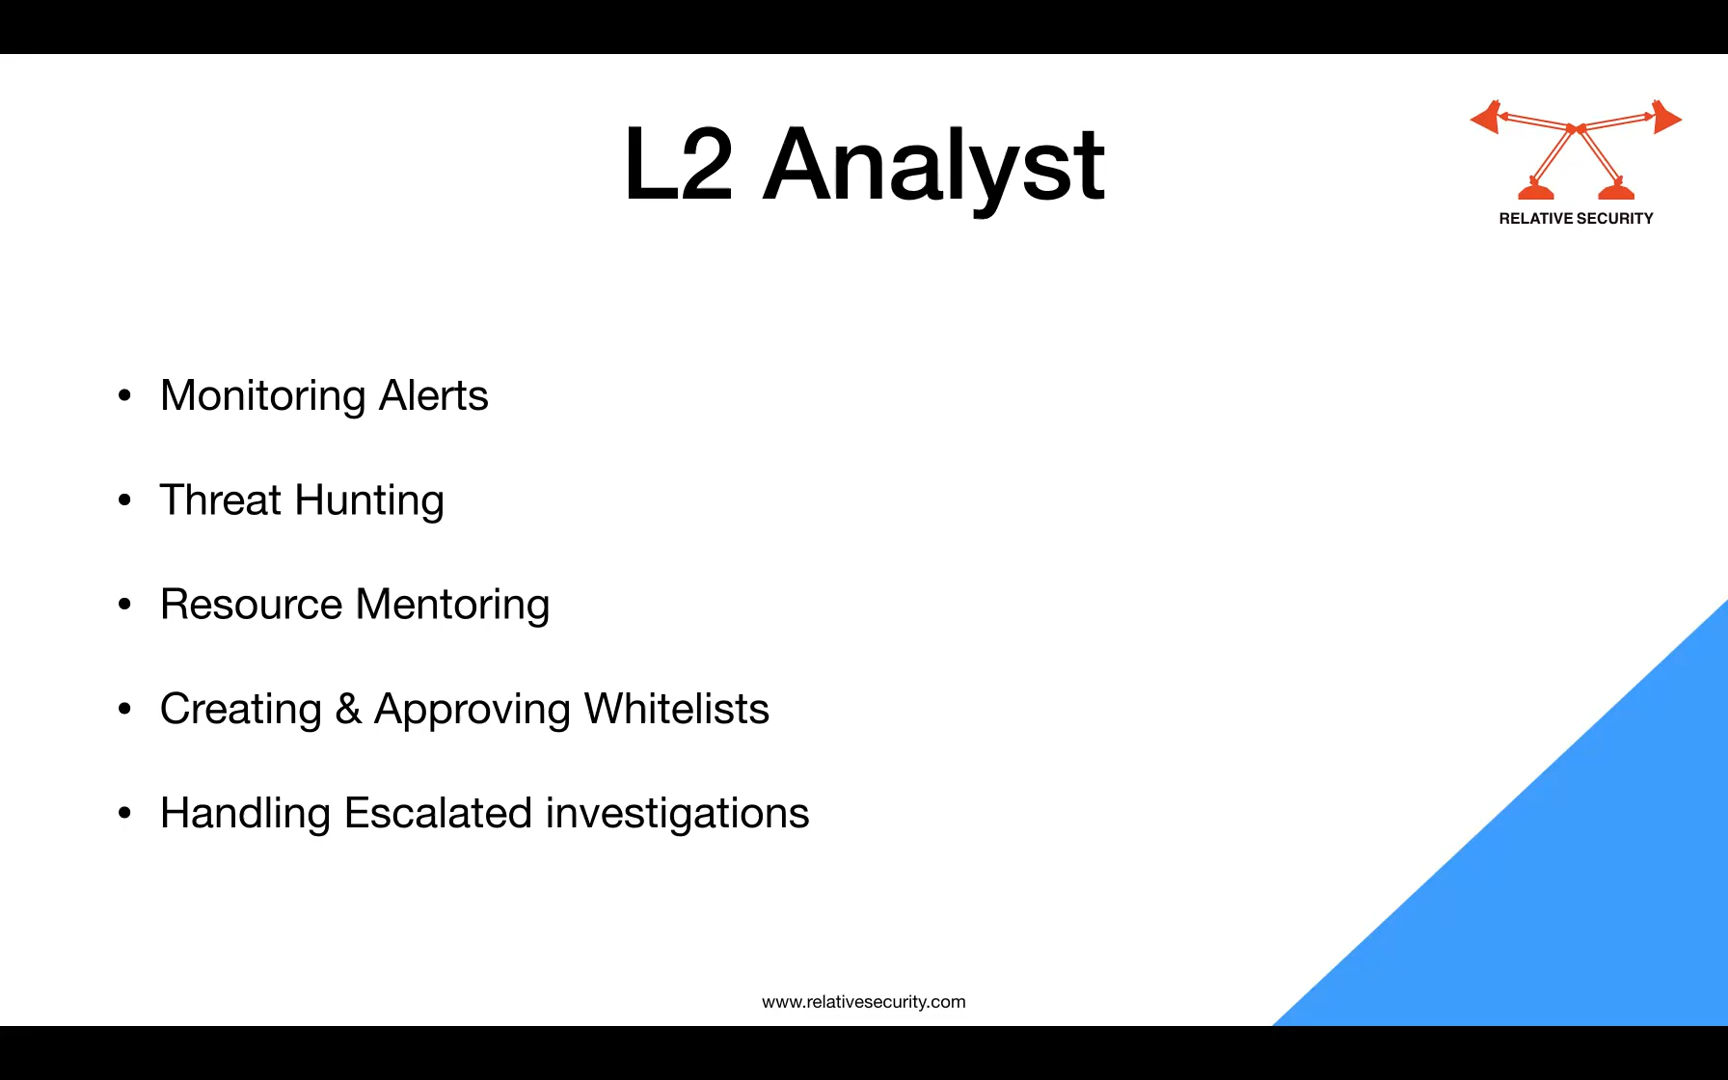 L2 Analyst
RELATIVE SECURITY
• Monitoring Alerts
• Threat Hunting
• Resource Mentoring
• Creating & Approving Whitelists
• Handling Escalated investigations
www.relativesecurity.com